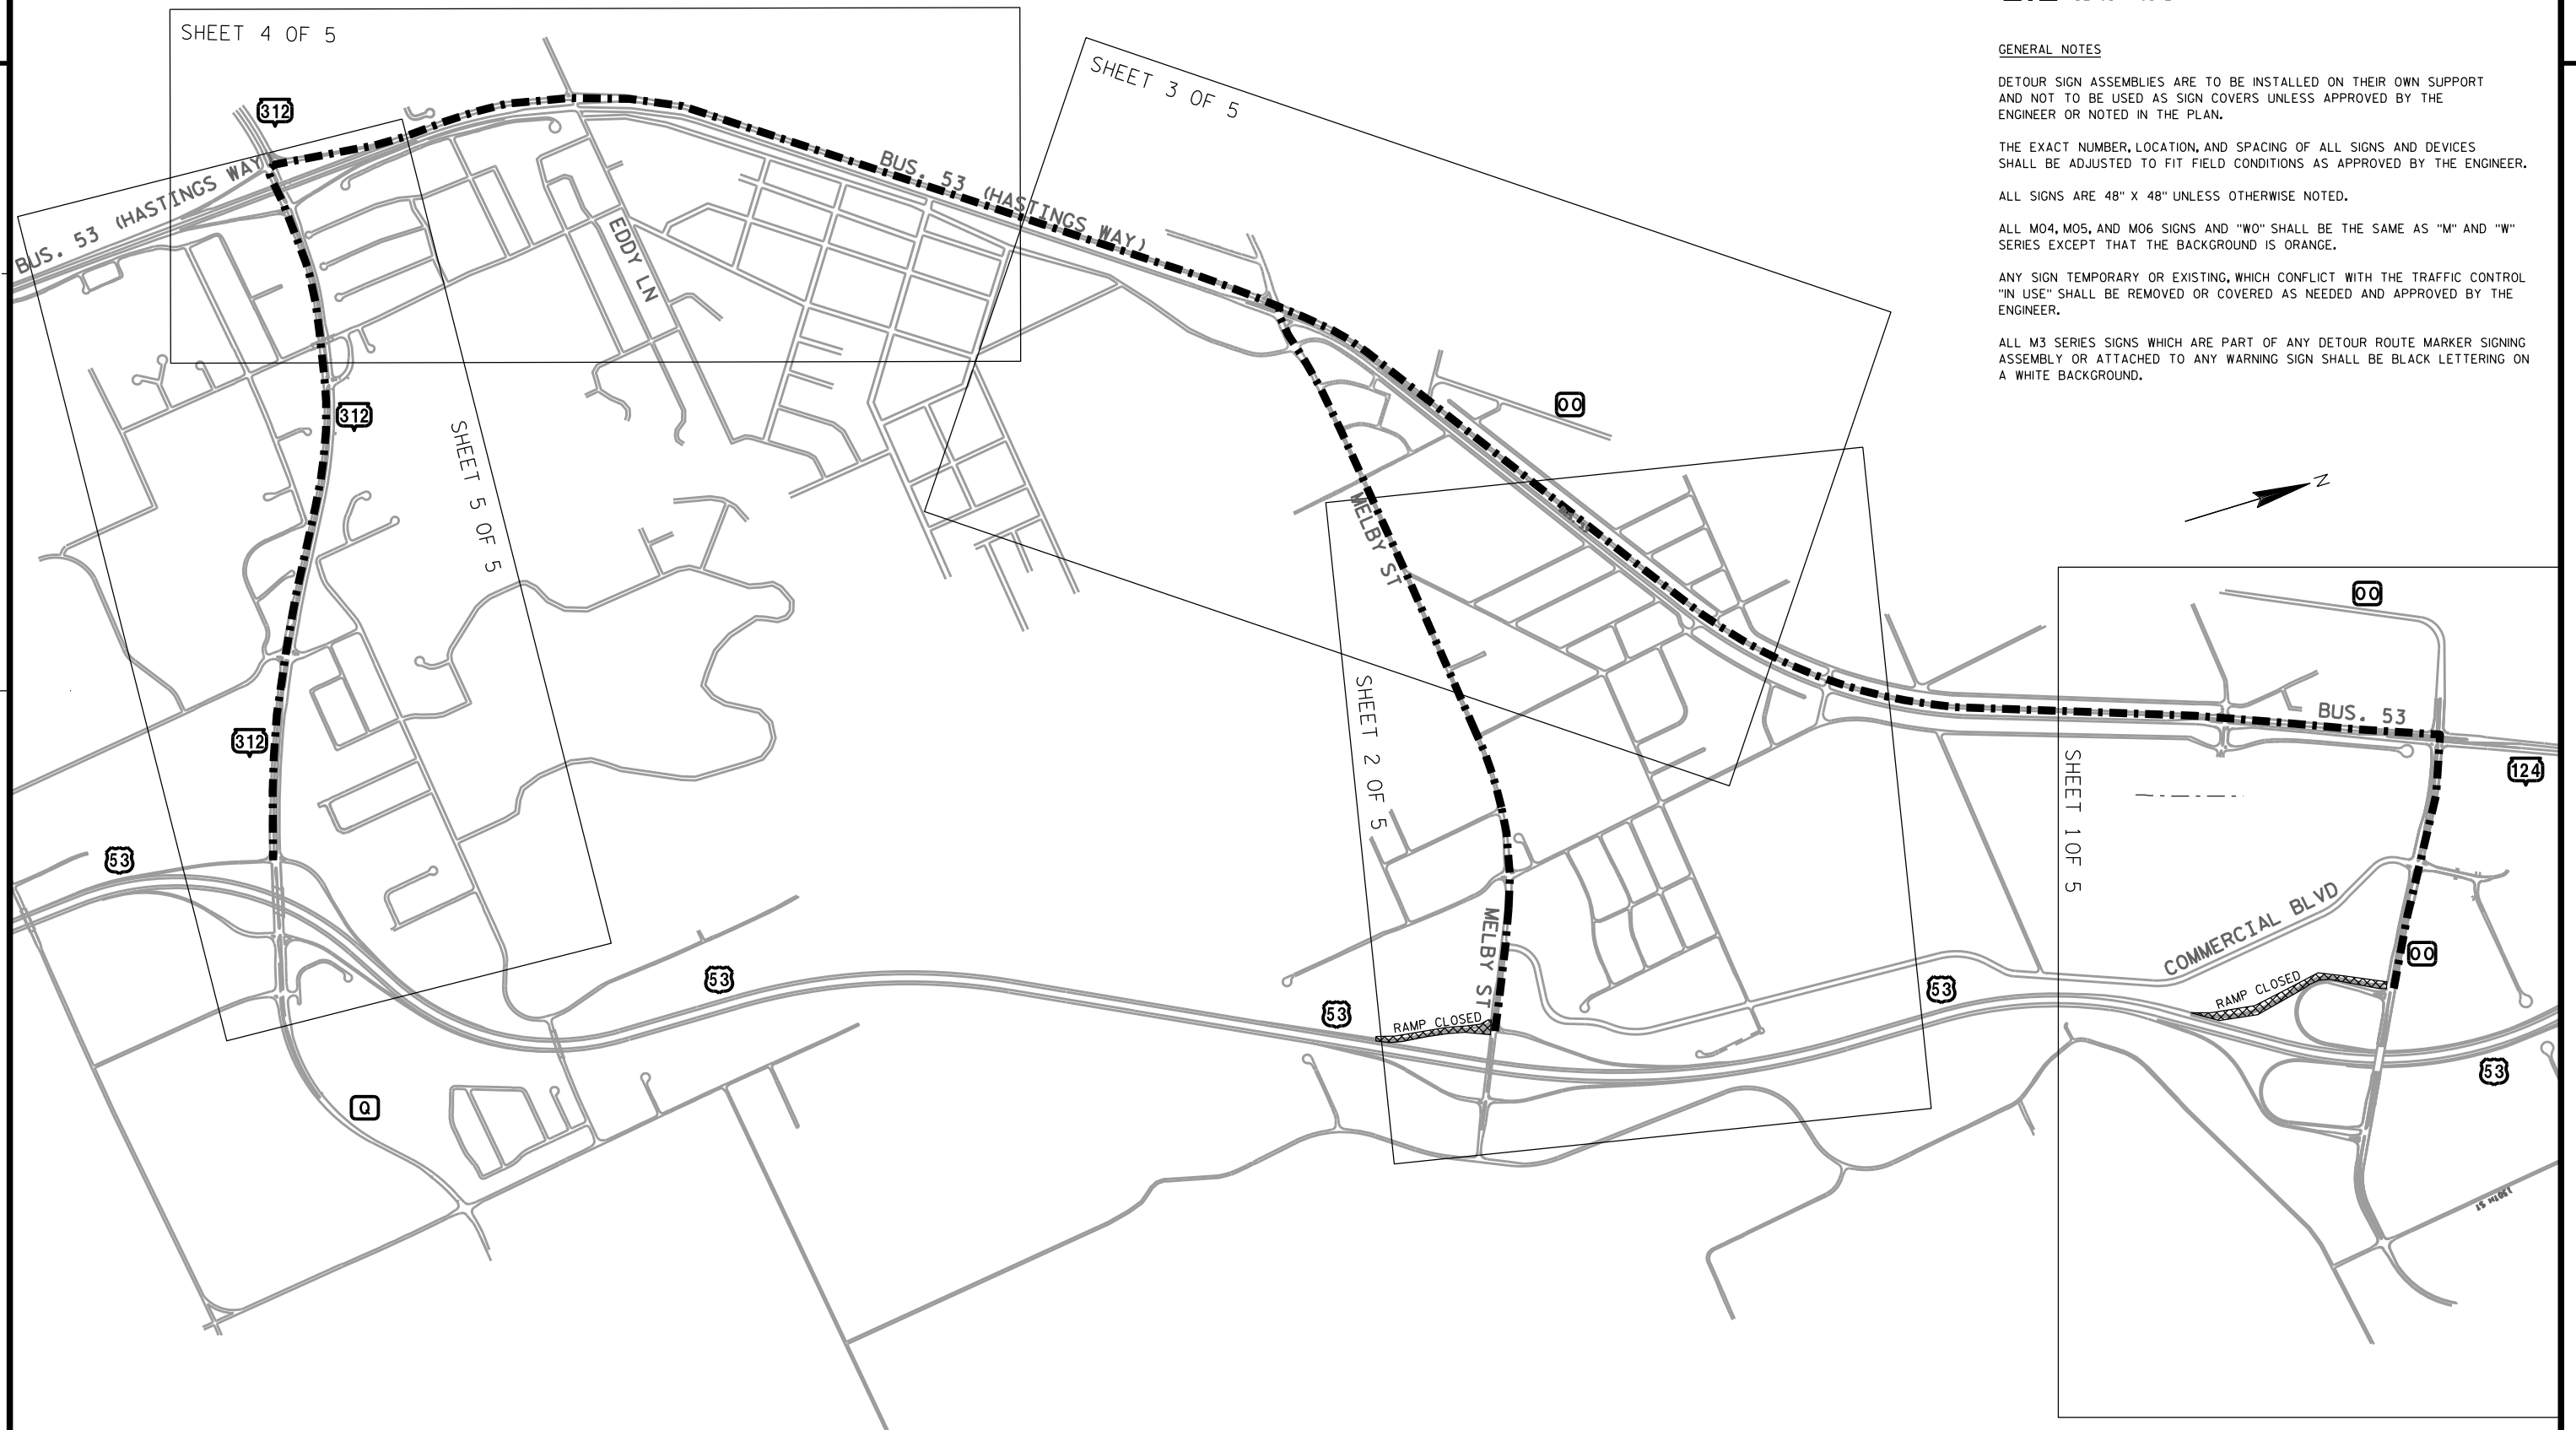 SHEET 4 OF 5
312
BUS. 53 (HASTINGS WAY)
EDDY LN
BUS. 53 (HASTINGS WAY)
SHEET 3 OF 5
312
SHEET 5 OF 5
312
53
53
Q
OO
MELBY ST
SHEET 2 OF 5
MELBY ST
53
RAMP CLOSED
53
GENERAL NOTES
DETOUR SIGN ASSEMBLIES ARE TO BE INSTALLED ON THEIR OWN SUPPORT
AND NOT TO BE USED AS SIGN COVERS UNLESS APPROVED BY THE
ENGINEER OR NOTED IN THE PLAN.
THE EXACT NUMBER, LOCATION, AND SPACING OF ALL SIGNS AND DEVICES
SHALL BE ADJUSTED TO FIT FIELD CONDITIONS AS APPROVED BY THE ENGINEER.
ALL SIGNS ARE 48" X 48" UNLESS OTHERWISE NOTED.
ALL MO4, MO5, AND MO6 SIGNS AND "WO" SHALL BE THE SAME AS "M" AND "W"
SERIES EXCEPT THAT THE BACKGROUND IS ORANGE.
ANY SIGN TEMPORARY OR EXISTING, WHICH CONFLICT WITH THE TRAFFIC CONTROL
"IN USE" SHALL BE REMOVED OR COVERED AS NEEDED AND APPROVED BY THE
ENGINEER.
ALL M3 SERIES SIGNS WHICH ARE PART OF ANY DETOUR ROUTE MARKER SIGNING
ASSEMBLY OR ATTACHED TO ANY WARNING SIGN SHALL BE BLACK LETTERING ON
A WHITE BACKGROUND.
N
OO
BUS. 53
124
SHEET 1 OF 5
COMMERCIAL BLVD
OO
RAMP CLOSED
53